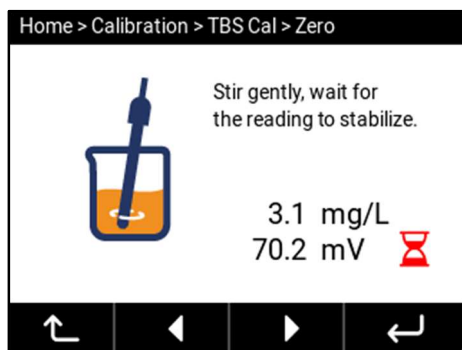 Home > Calibration > TBS Cal > Zero
Stir gently, wait for
the reading to stabilize.
3.1 mg/L
70.2 mV